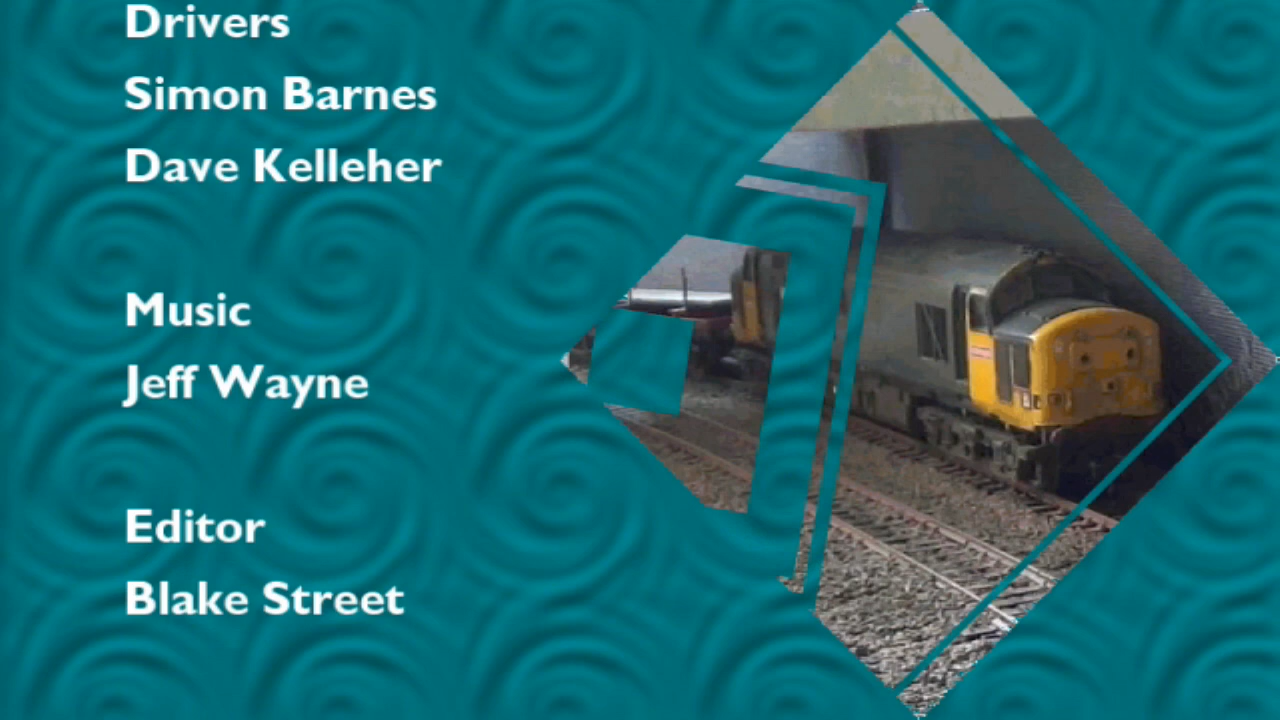 Drivers
Simon Barnes
Dave Kelleher
Music
Jeff Wayne
Editor
Blake Street